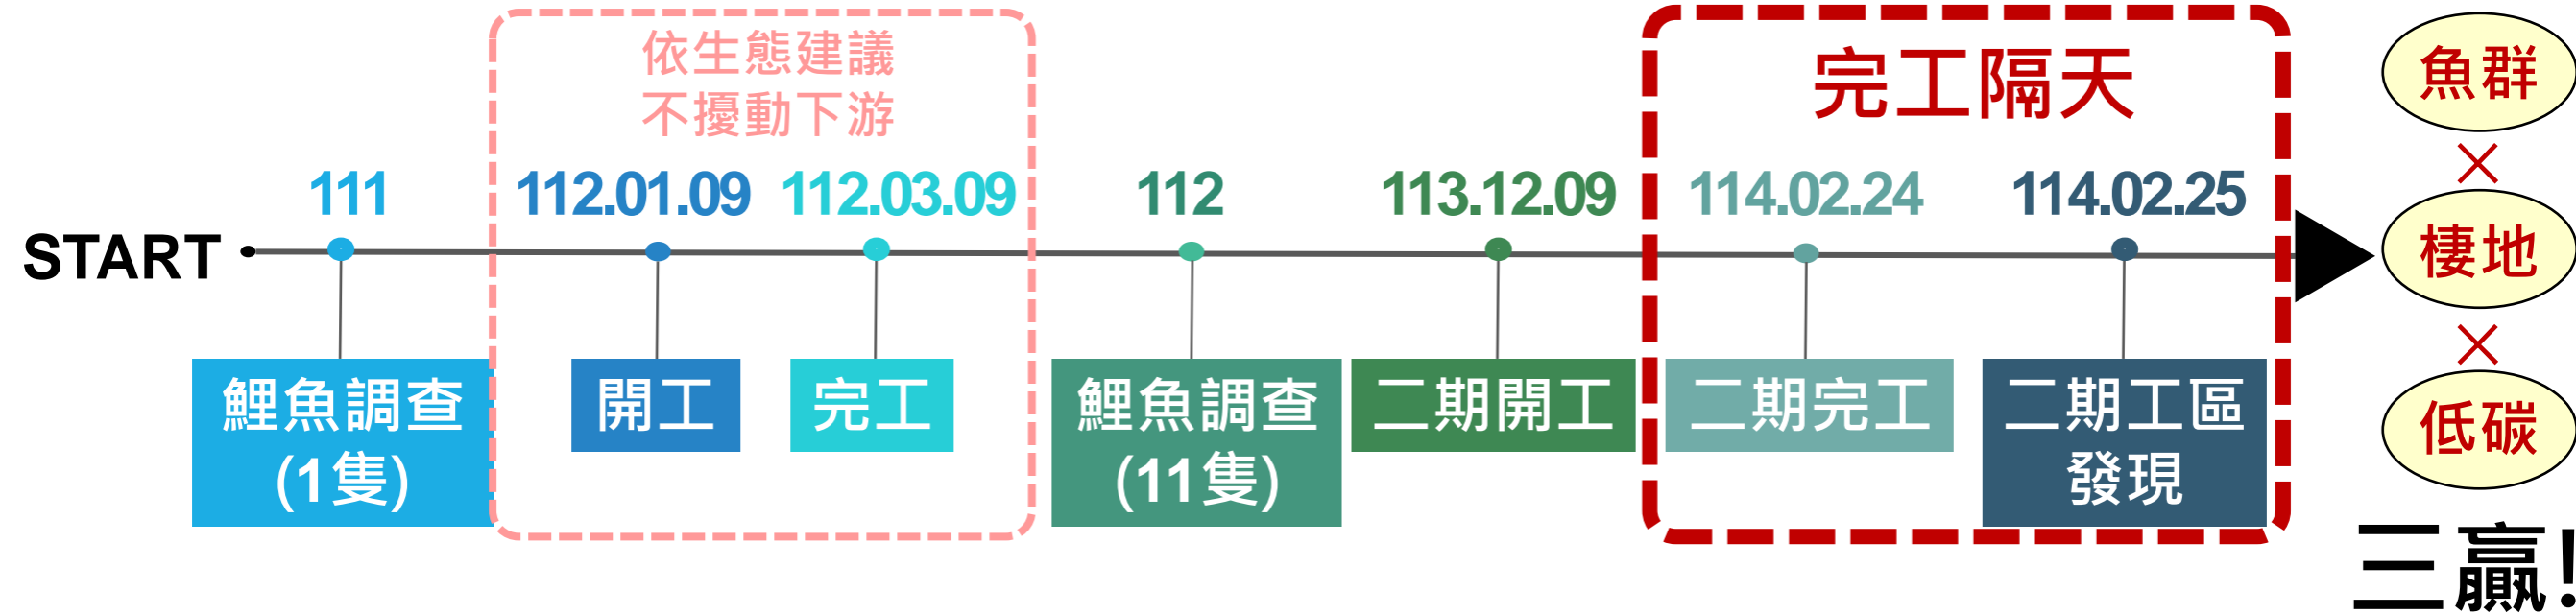 依生態建議
不擾動下游
完工隔天
START
111
112.01.09
112.03.09
112
113.12.09
114.02.24
114.02.25
鯉魚調查
(1隻)
開工
完工
鯉魚調查
(11隻)
二期開工
二期完工
二期工區
發現
魚群
×
棲地
×
低碳
三贏!